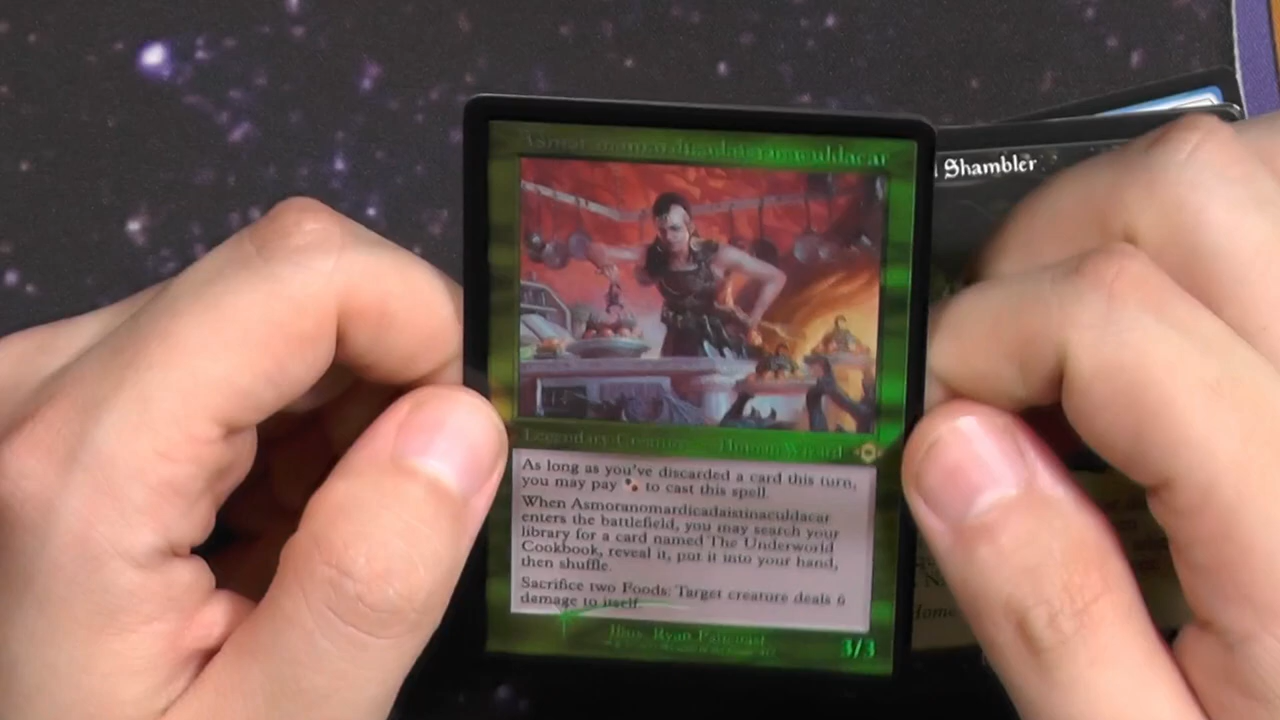 Asmoranomardicadaistinaculdacar
Shambler
Legendary Creature — Human Wizard
As long as you've discarded a card this turn,
you may pay to cast this spell.
When Asmoranomardicadaistinaculdacar
enters the battlefield, you may search your
library for a card named The Underworld
Cookbook, reveal it, put it into your hand,
then shuffle.
Sacrifice two Foods: Target creature deals 6
damage to itself.
Illus. Ryan Pancoast
3/3